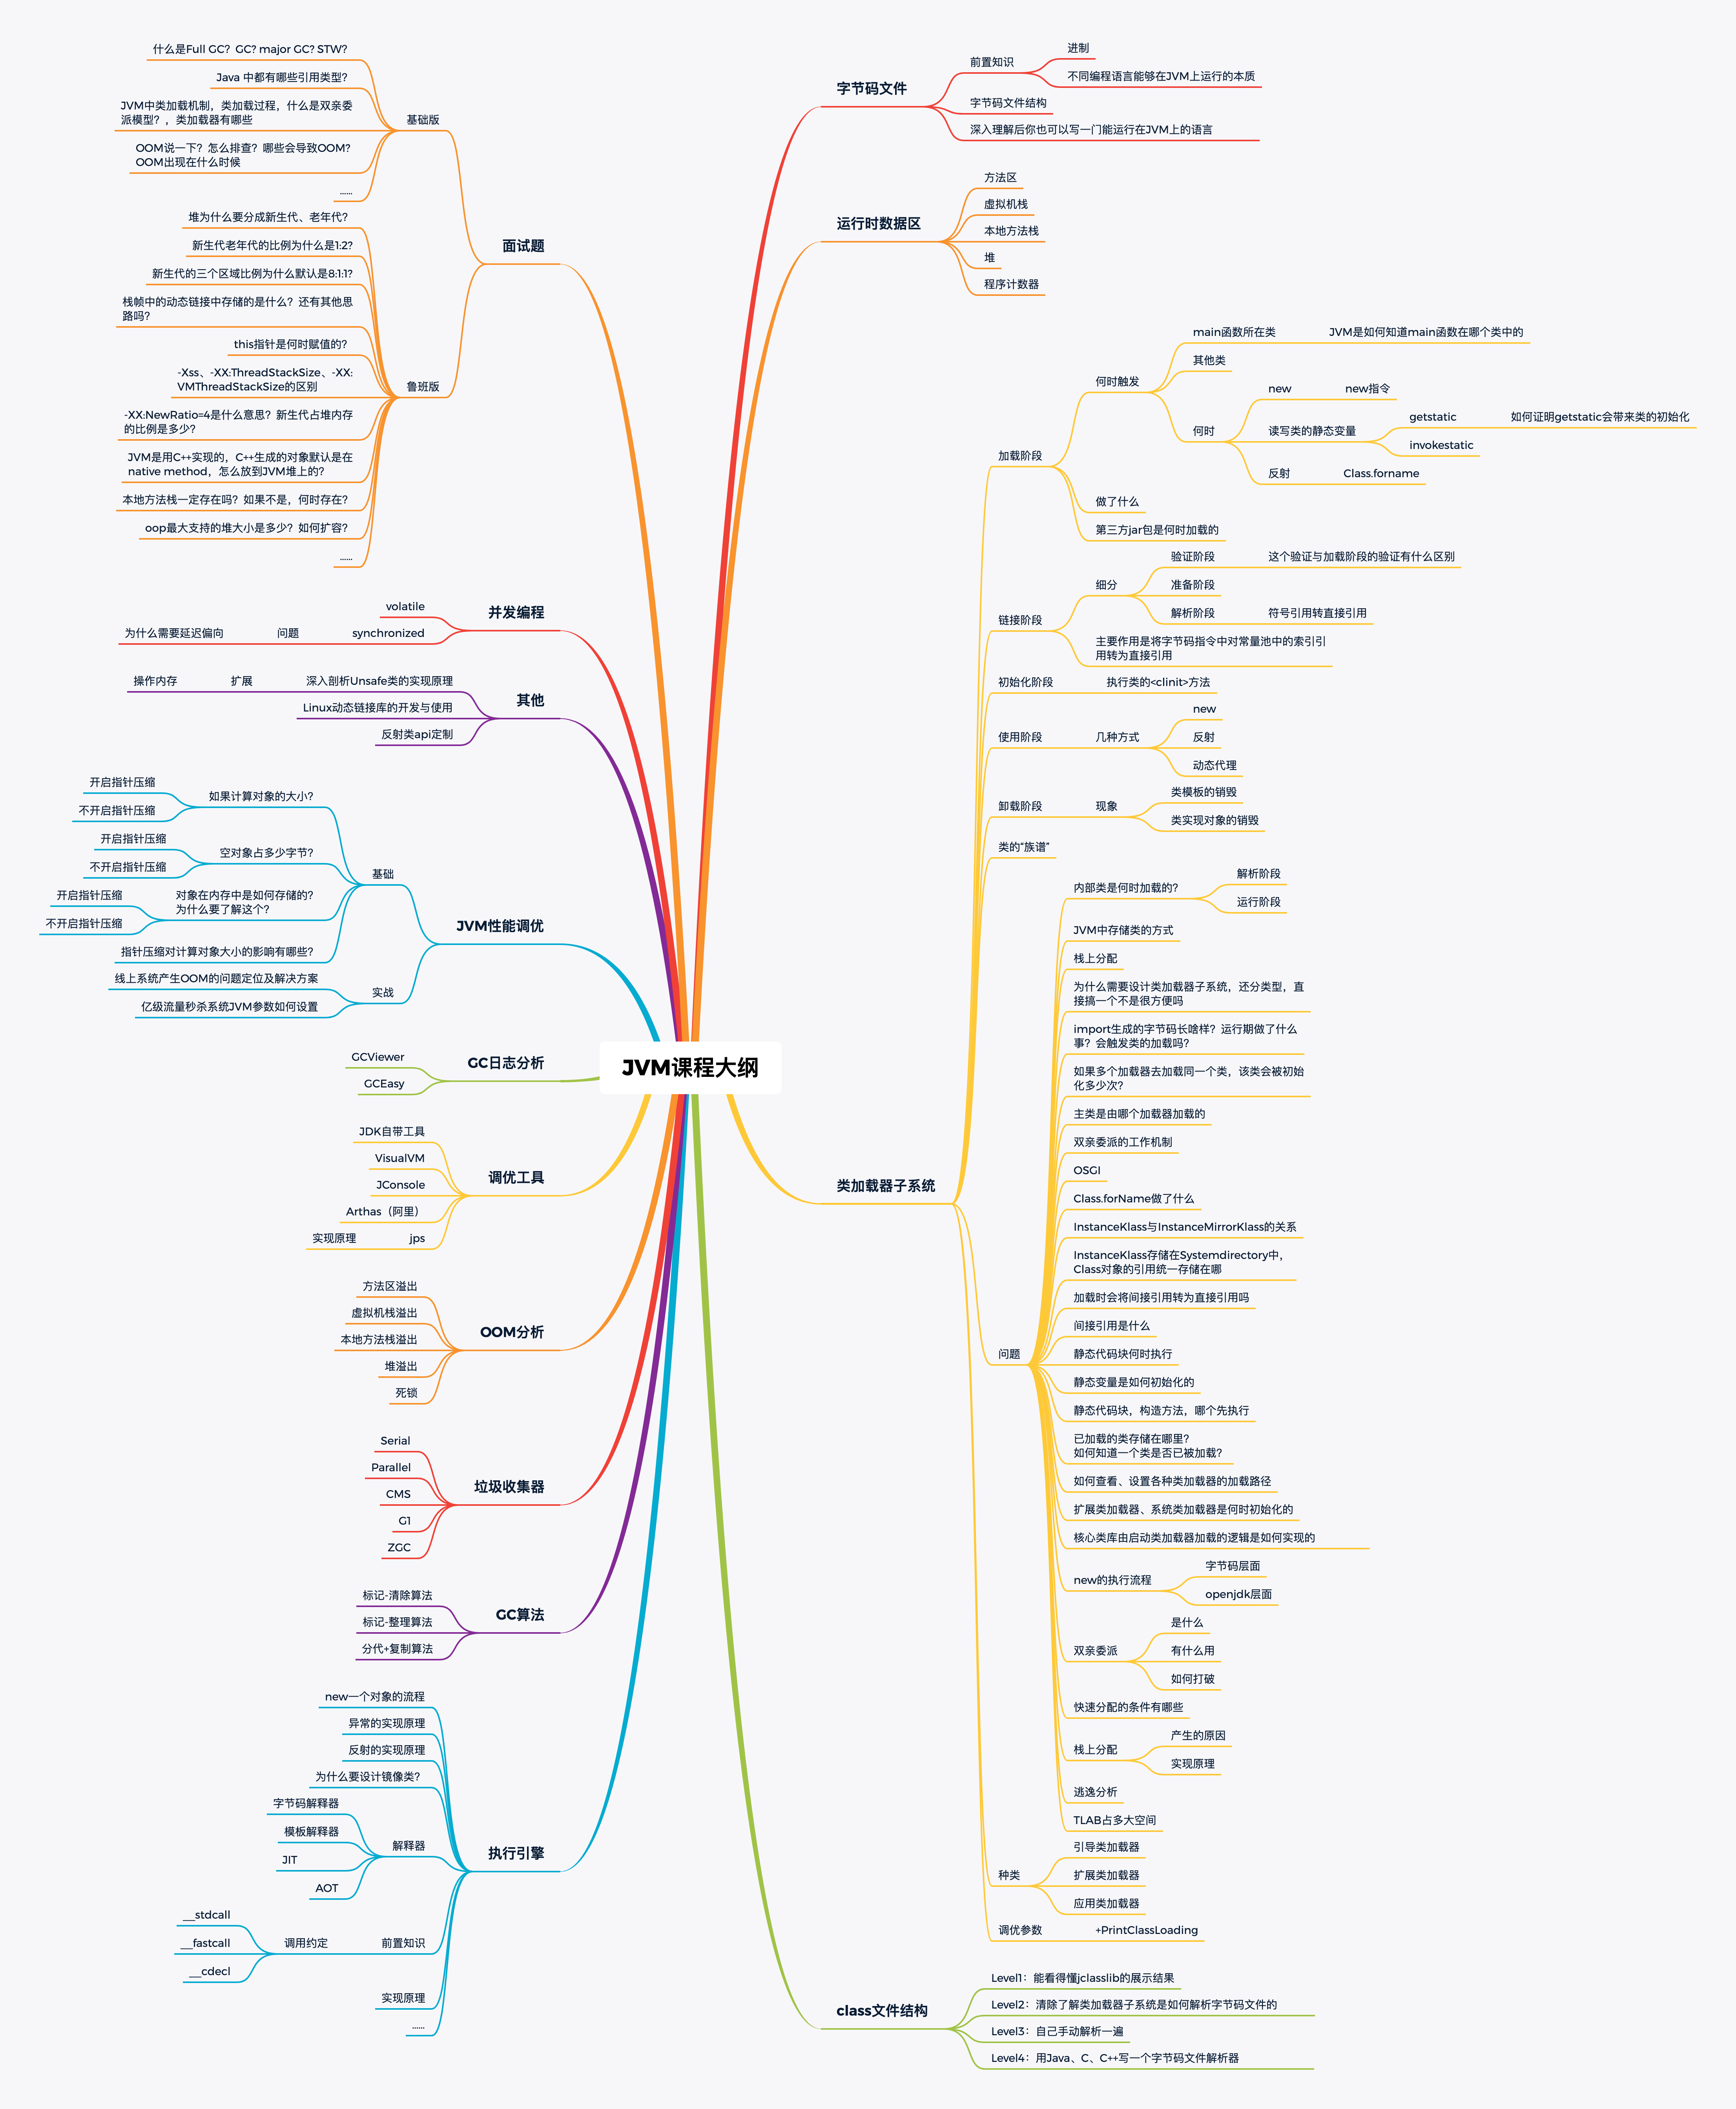 JVM课程大纲
字节码文件
前置知识
进制
不同编程语言能够在JVM上运行的本质
字节码文件结构
深入理解后你也可以写一门能运行在JVM上的语言
运行时数据区
方法区
虚拟机栈
本地方法栈
堆
程序计数器
类加载器子系统
加载阶段
何时触发
main函数所在类
JVM是如何知道main函数在哪个类中的
其他类
何时
new
new指令
读写类的静态变量
getstatic
如何证明getstatic会带来类的初始化
invokestatic
反射
Class.forname
做了什么
第三方jar包是何时加载的
链接阶段
细分
验证阶段
这个验证与加载阶段的验证有什么区别
准备阶段
解析阶段
符号引用转直接引用
主要作用是将字节码指令中对常量池中的索引引
用转为直接引用
初始化阶段
执行类的<clinit>方法
使用阶段
几种方式
new
反射
动态代理
卸载阶段
现象
类模板的销毁
类实现对象的销毁
类的“族谱”
问题
内部类是何时加载的?
解析阶段
运行阶段
JVM中存储类的方式
栈上分配
为什么需要设计类加载器子系统，还分类型，直
接搞一个不是很方便吗
import生成的字节码长啥样？运行期做了什么
事？会触发类的加载吗?
如果多个加载器去加载同一个类，该类会被初始
化多少次?
主类是由哪个加载器加载的
双亲委派的工作机制
OSGI
Class.forName做了什么
InstanceKlass与InstanceMirrorKlass的关系
InstanceKlass存储在Systemdirectory中，
Class对象的引用统一存储在哪
加载时会将间接引用转为直接引用吗
间接引用是什么
静态代码块何时执行
静态变量是如何初始化的
静态代码块，构造方法，哪个先执行
已加载的类存储在哪里?
如何知道一个类是否已被加载?
如何查看、设置各种类加载器的加载路径
扩展类加载器、系统类加载器是何时初始化的
核心类库由启动类加载器加载的逻辑是如何实现的
new的执行流程
字节码层面
openjdk层面
双亲委派
是什么
有什么用
如何打破
快速分配的条件有哪些
栈上分配
产生的原因
实现原理
逃逸分析
TLAB占多大空间
种类
引导类加载器
扩展类加载器
应用类加载器
调优参数
+PrintClassLoading
class文件结构
Level1：能看得懂jclasslib的展示结果
Level2：清除了解类加载器子系统是如何解析字节码文件的
Level3：自己手动解析一遍
Level4：用Java、C、C++写一个字节码文件解析器
面试题
基础版
什么是Full GC？GC? major GC? STW?
Java 中都有哪些引用类型?
JVM中类加载机制，类加载过程，什么是双亲委
派模型？，类加载器有哪些
OOM说一下？怎么排查？哪些会导致OOM?
OOM出现在什么时候
……
鲁班版
堆为什么要分成新生代、老年代?
新生代老年代的比例为什么是1:2?
新生代的三个区域比例为什么默认是8:1:1?
栈帧中的动态链接中存储的是什么？还有其他思
路吗?
this指针是何时赋值的?
-Xss、-XX:ThreadStackSize、-XX:
VMThreadStackSize的区别
-XX:NewRatio=4是什么意思？新生代占堆内存
的比例是多少?
JVM是用C++实现的，C++生成的对象默认是在
native method，怎么放到JVM堆上的?
本地方法栈一定存在吗？如果不是，何时存在?
oop最大支持的堆大小是多少？如何扩容?
……
并发编程
volatile
synchronized
问题
为什么需要延迟偏向
其他
深入剖析Unsafe类的实现原理
扩展
操作内存
Linux动态链接库的开发与使用
反射类api定制
JVM性能调优
基础
如果计算对象的大小?
开启指针压缩
不开启指针压缩
空对象占多少字节?
开启指针压缩
不开启指针压缩
对象在内存中是如何存储的?
为什么要了解这个?
开启指针压缩
不开启指针压缩
指针压缩对计算对象大小的影响有哪些?
实战
线上系统产生OOM的问题定位及解决方案
亿级流量秒杀系统JVM参数如何设置
GC日志分析
GCViewer
GCEasy
调优工具
JDK自带工具
VisualVM
JConsole
Arthas（阿里）
jps
实现原理
OOM分析
方法区溢出
虚拟机栈溢出
本地方法栈溢出
堆溢出
死锁
垃圾收集器
Serial
Parallel
CMS
G1
ZGC
GC算法
标记-清除算法
标记-整理算法
分代+复制算法
执行引擎
new一个对象的流程
异常的实现原理
反射的实现原理
为什么要设计镜像类?
解释器
字节码解释器
模板解释器
JIT
AOT
前置知识
调用约定
__stdcall
__fastcall
__cdecl
实现原理
……